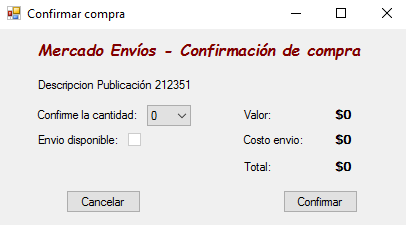 Confirmar compra
Mercado Envíos - Confirmación de compra
Descripcion Publicación 212351
Confirme la cantidad: 0 Valor: $0
Envio disponible: Costo envio: $0
Total: $0
Cancelar Confirmar